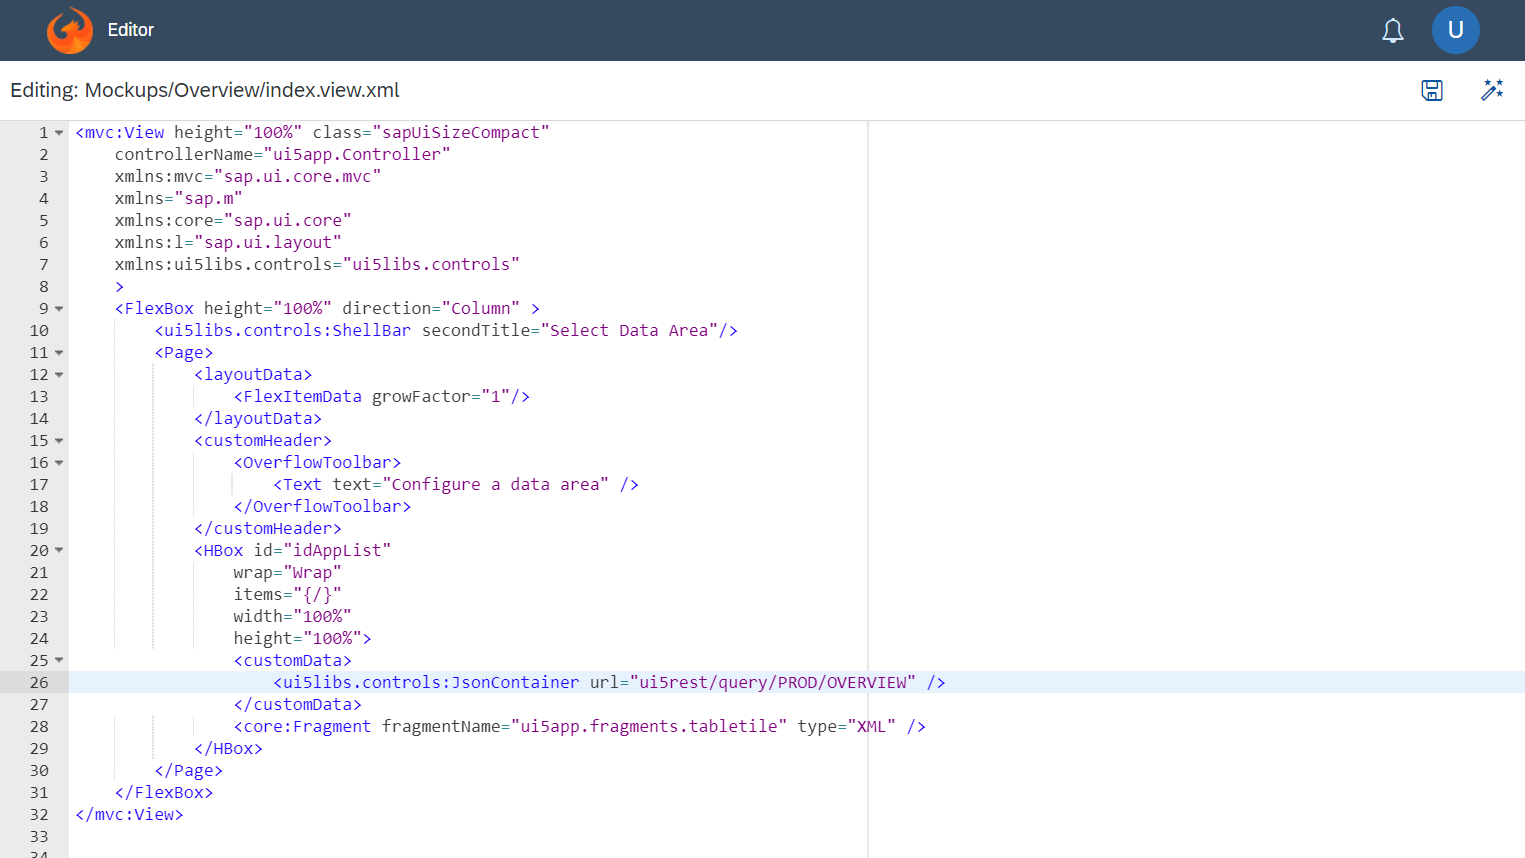 Editor
U
Editing: Mockups/Overview/index.view.xml
1 <mvc:View height="100%" class="sapUiSizeCompact"
2     controllerName="ui5app.Controller"
3     xmlns:mvc="sap.ui.core.mvc"
4     xmlns="sap.m"
5     xmlns:core="sap.ui.core"
6     xmlns:l="sap.ui.layout"
7     xmlns:ui5libs.controls="ui5libs.controls"
8     >
9     <FlexBox height="100%" direction="Column" >
10         <ui5libs.controls:ShellBar secondTitle="Select Data Area"/>
11         <Page>
12             <layoutData>
13                 <FlexItemData growFactor="1"/>
14             </layoutData>
15             <customHeader>
16                 <OverflowToolbar>
17                     <Text text="Configure a data area" />
18                 </OverflowToolbar>
19             </customHeader>
20             <HBox id="idAppList"
21                 wrap="Wrap"
22                 items="{/}"
23                 width="100%"
24                 height="100%">
25                 <customData>
26                     <ui5libs.controls:JsonContainer url="ui5rest/query/PROD/OVERVIEW" />
27                 </customData>
28                 <core:Fragment fragmentName="ui5app.fragments.tabletile" type="XML" />
29             </HBox>
30         </Page>
31     </FlexBox>
32 </mvc:View>
33
34